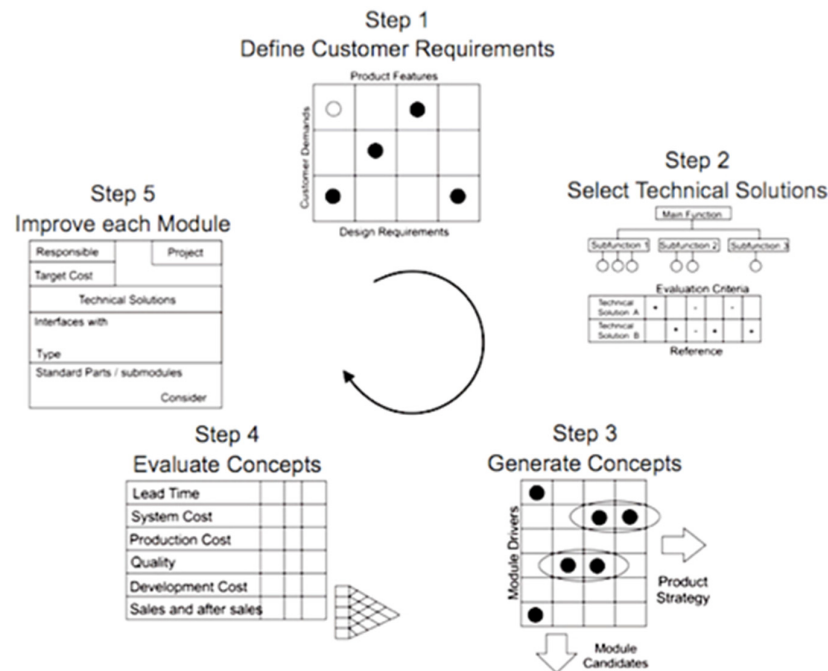 Step 1
Define Customer Requirements
Product Features
Customer Demands
Design Requirements
Step 2
Select Technical Solutions
Main Function
Subfunction 1
Subfunction 2
Subfunction 3
Evaluation Criteria
Technical
Solution A
Technical
Solution B
Reference
Step 3
Generate Concepts
Module Drivers
Product
Strategy
Module
Candidates
Step 4
Evaluate Concepts
Lead Time
System Cost
Production Cost
Quality
Development Cost
Sales and after sales
Step 5
Improve each Module
Responsible
Project
Target Cost
Technical Solutions
Interfaces with
Type
Standard Parts / submodules
Consider